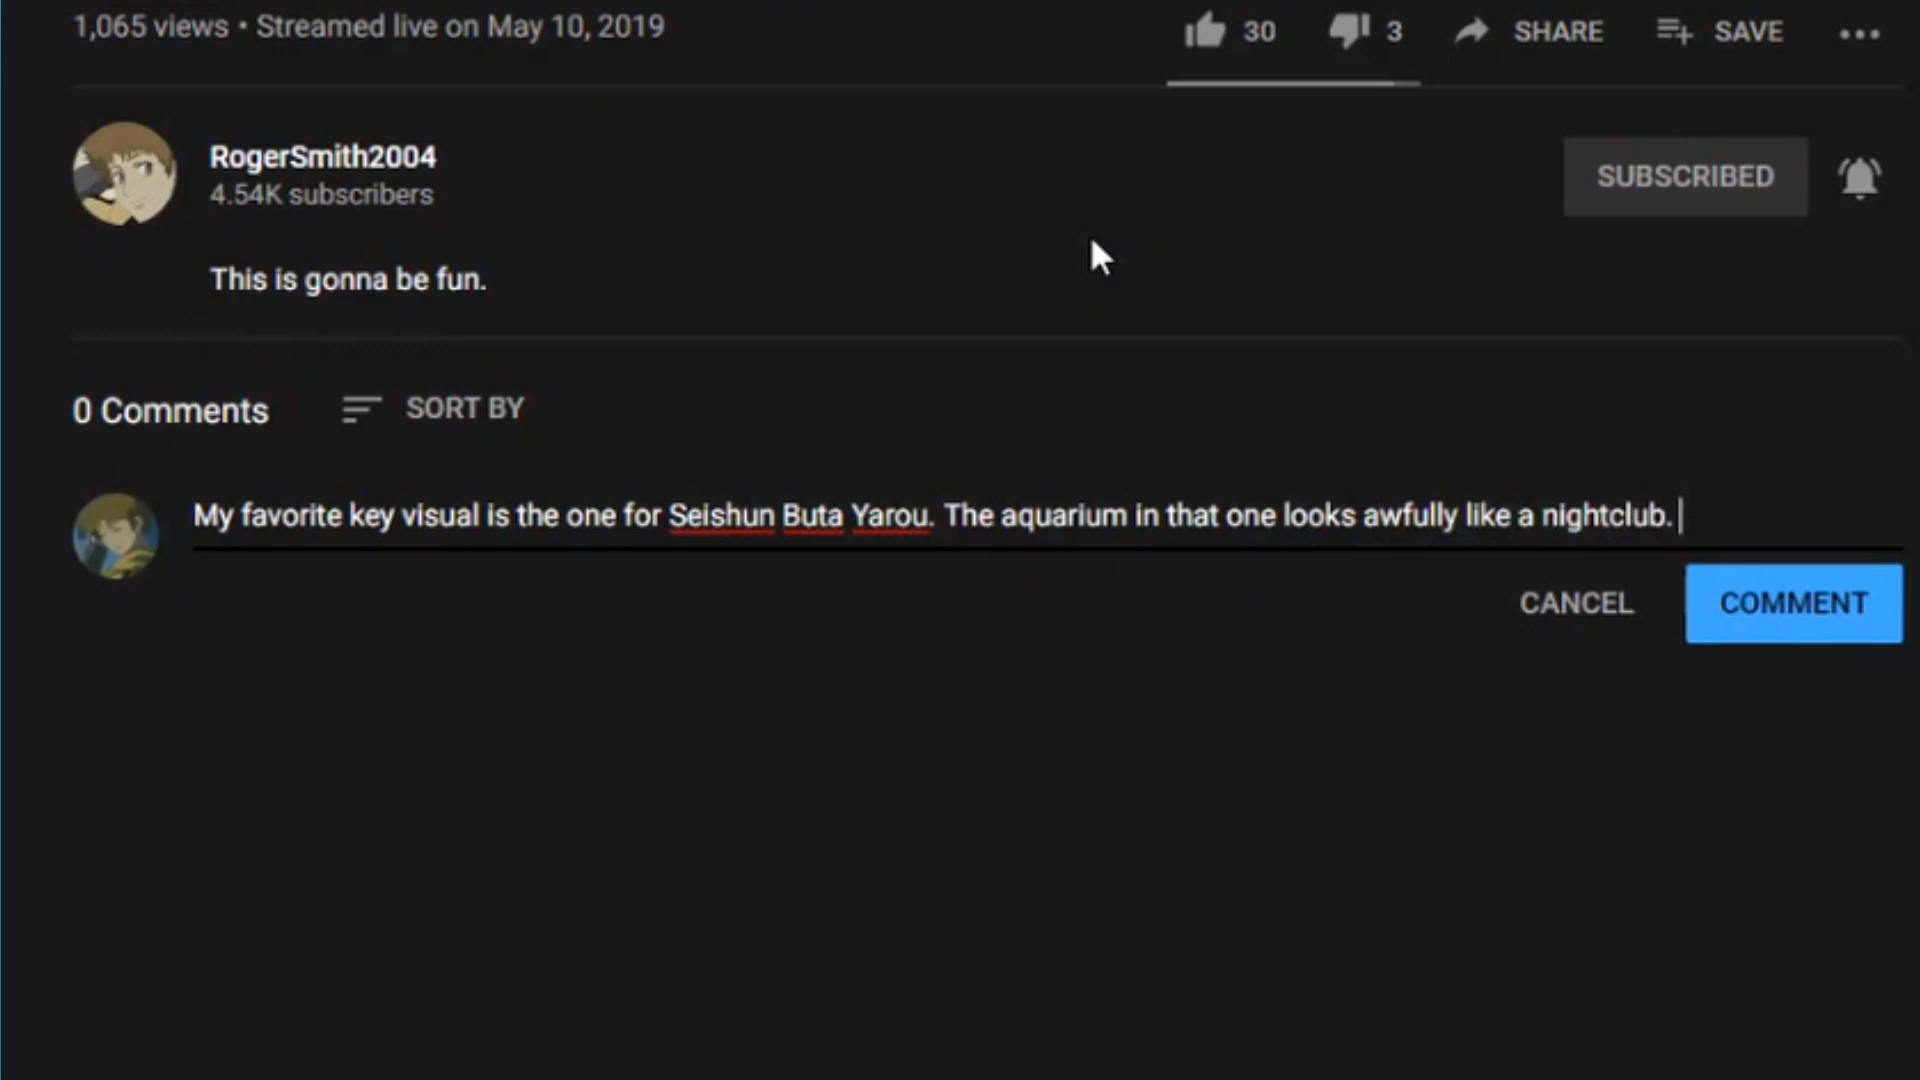 1,065 views • Streamed live on May 10, 2019
30
3
SHARE
SAVE
RogerSmith2004
4.54K subscribers
SUBSCRIBED
This is gonna be fun.
0 Comments
SORT BY
My favorite key visual is the one for Seishun Buta Yarou. The aquarium in that one looks awfully like a nightclub.
CANCEL
COMMENT